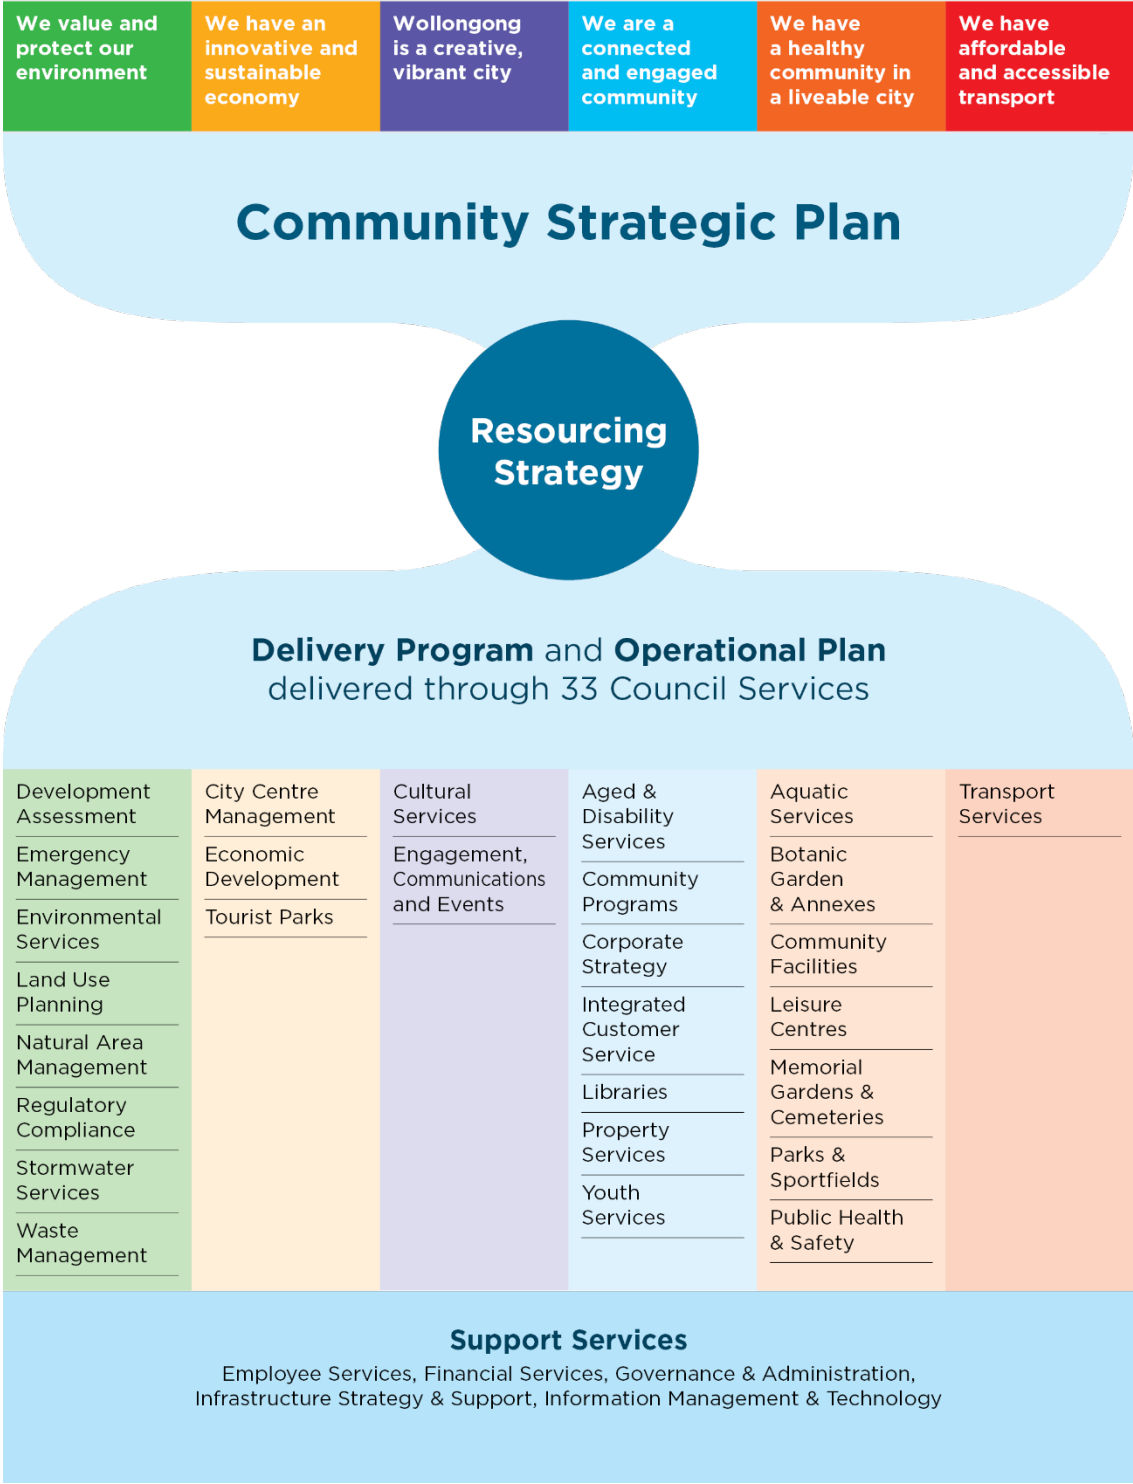 We value and
protect our
environment
We have an
innovative and
sustainable
economy
Wollongong
is a creative,
vibrant city
We are a
connected
and engaged
community
We have
a healthy
community in
a liveable city
We have
affordable
and accessible
transport
Community Strategic Plan
Resourcing
Strategy
Delivery Program and Operational Plan
delivered through 33 Council Services
Development
Assessment
Emergency
Management
Environmental
Services
Land Use
Planning
Natural Area
Management
Regulatory
Compliance
Stormwater
Services
Waste
Management
City Centre
Management
Economic
Development
Tourist Parks
Cultural
Services
Engagement,
Communications
and Events
Aged &
Disability
Services
Community
Programs
Corporate
Strategy
Integrated
Customer
Service
Libraries
Property
Services
Youth
Services
Aquatic
Services
Botanic
Garden
& Annexes
Community
Facilities
Leisure
Centres
Memorial
Gardens &
Cemeteries
Parks &
Sportfields
Public Health
& Safety
Transport
Services
Support Services
Employee Services, Financial Services, Governance & Administration,
Infrastructure Strategy & Support, Information Management & Technology